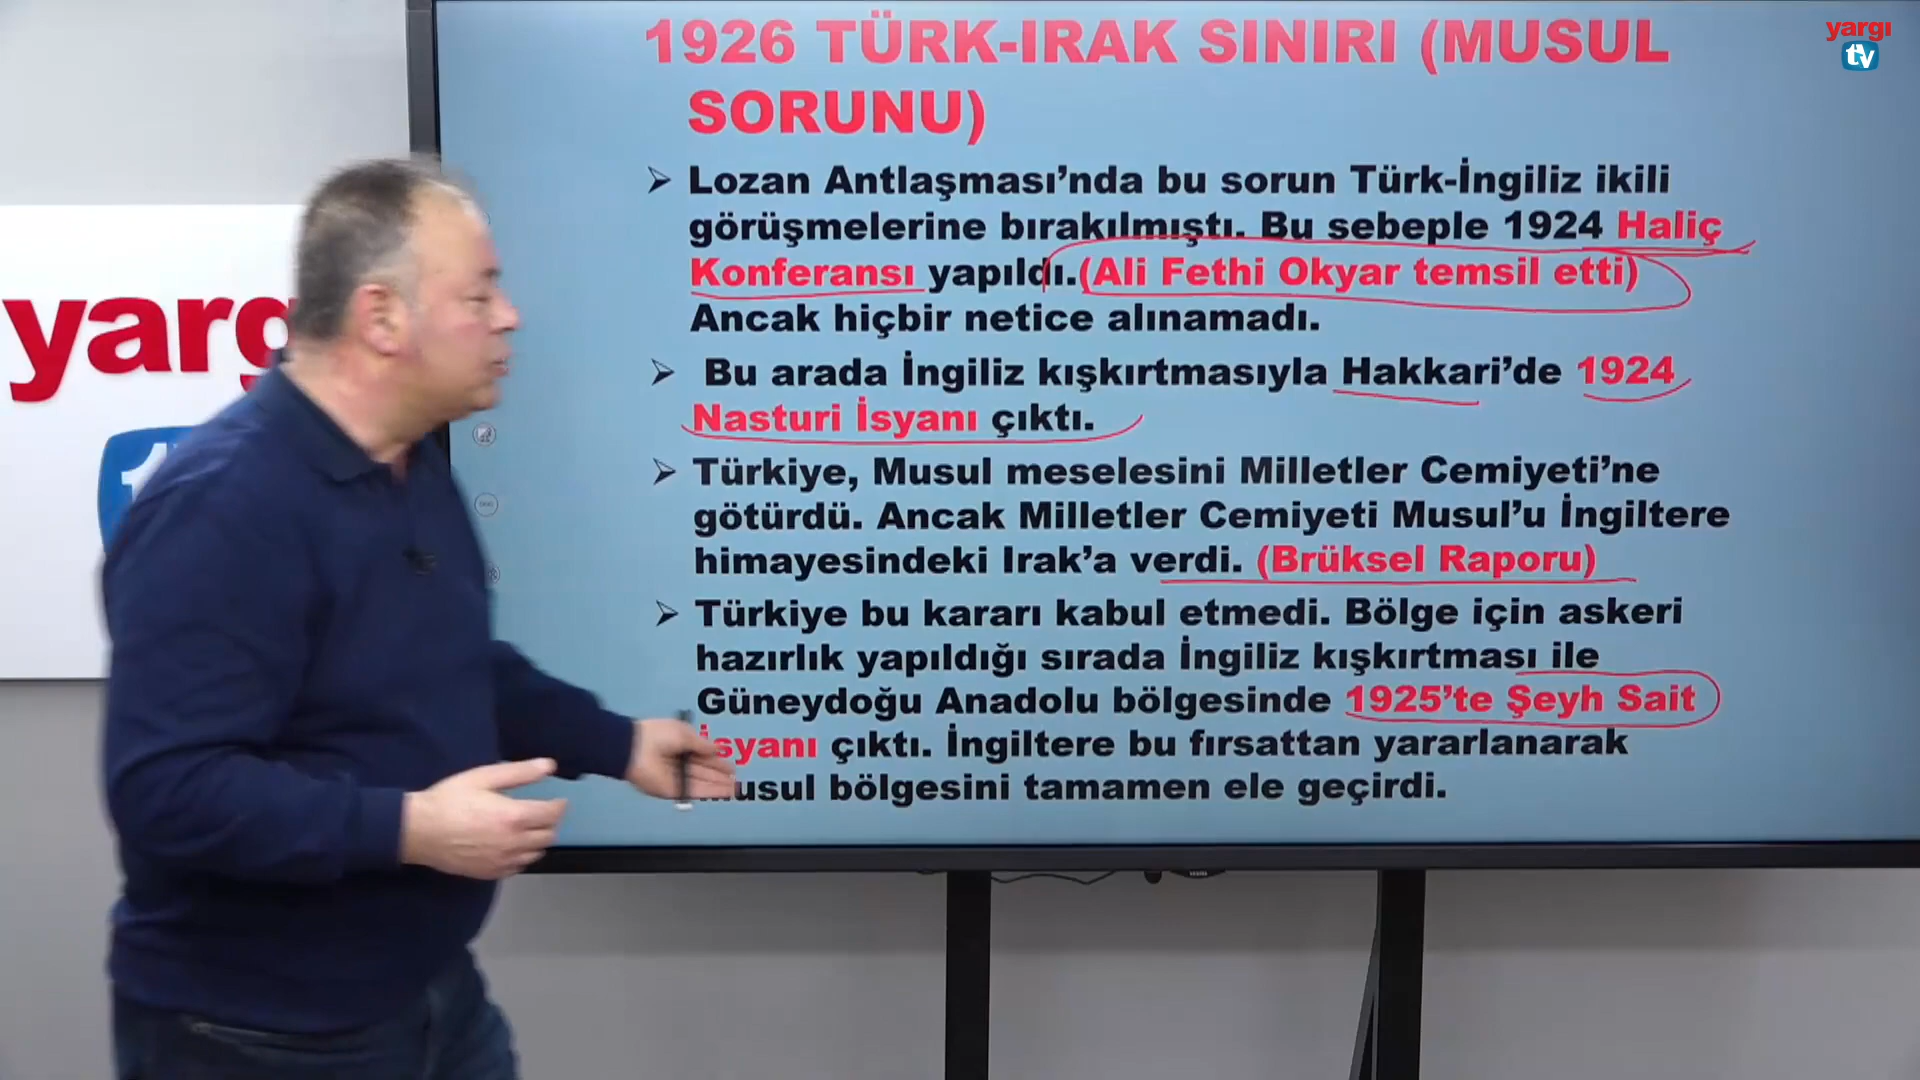 1926 TÜRK-IRAK SINIRI (MUSUL
SORUNU)
➢ Lozan Antlaşması’nda bu sorun Türk-İngiliz ikili
görüşmelerine bırakılmıştı. Bu sebeple 1924 Haliç
Konferansı yapıldı.(Ali Fethi Okyar temsil etti)
Ancak hiçbir netice alınamadı.
➢ Bu arada İngiliz kışkırtmasıyla Hakkari’de 1924
Nasturi İsyanı çıktı.
➢ Türkiye, Musul meselesini Milletler Cemiyeti’ne
götürdü. Ancak Milletler Cemiyeti Musul’u İngiltere
himayesindeki Irak’a verdi. (Brüksel Raporu)
➢ Türkiye bu kararı kabul etmedi. Bölge için askeri
hazırlık yapıldığı sırada İngiliz kışkırtması ile
Güneydoğu Anadolu bölgesinde 1925’te Şeyh Sait
İsyanı çıktı. İngiltere bu fırsattan yararlanarak
usul bölgesini tamamen ele geçirdi.
yargı
tv
yarg